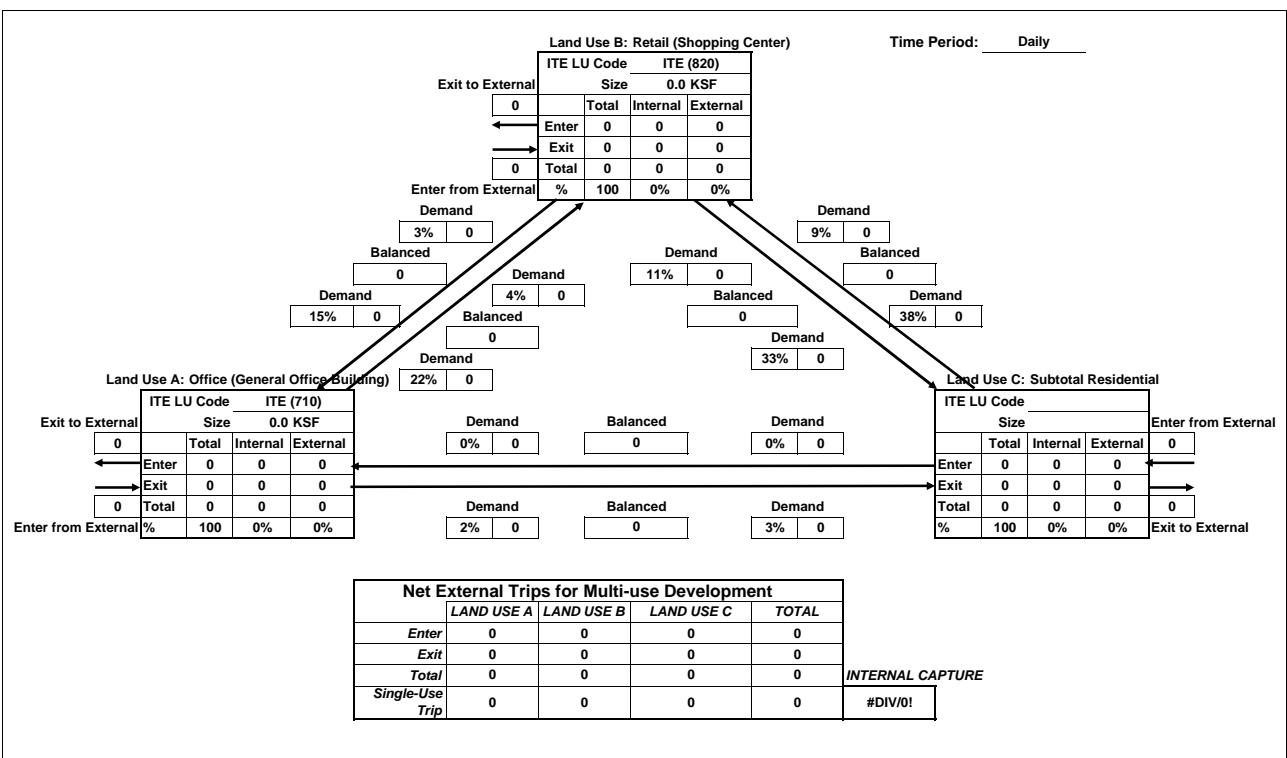 Land Use B: Retail (Shopping Center)
Time Period: Daily
ITE LU Code ITE (820)
Exit to External Size 0.0 KSF
0 Total Internal External
Enter 0 0 0
Exit 0 0 0
0 Total 0 0 0
Enter from External % 100 0% 0%
Demand Demand
3% 0 9% 0
Balanced Demand Balanced
0 Demand 11% 0 0
Demand 4% 0 Balanced Demand
15% 0 Balanced 0 38% 0
0 Demand
Demand 33% 0
Land Use A: Office (General Office Building) 22% 0 Land Use C: Subtotal Residential
ITE LU Code ITE (710) ITE LU Code
Exit to External Size 0.0 KSF Demand Balanced Demand Size Enter from External
0 Total Internal External 0% 0 0 0% 0 Total Internal External 0
Enter 0 0 0 Enter 0 0 0
Exit 0 0 0 Exit 0 0 0
0 Total 0 0 0 Demand Balanced Demand Total 0 0 0 0
Enter from External % 100 0% 0% 2% 0 0 3% 0 % 100 0% 0% Exit to External
Net External Trips for Multi-use Development
LAND USE A LAND USE B LAND USE C TOTAL
Enter 0 0 0 0
Exit 0 0 0 0
Total 0 0 0 0 INTERNAL CAPTURE
Single-Use
Trip 0 0 0 0 #DIV/0!